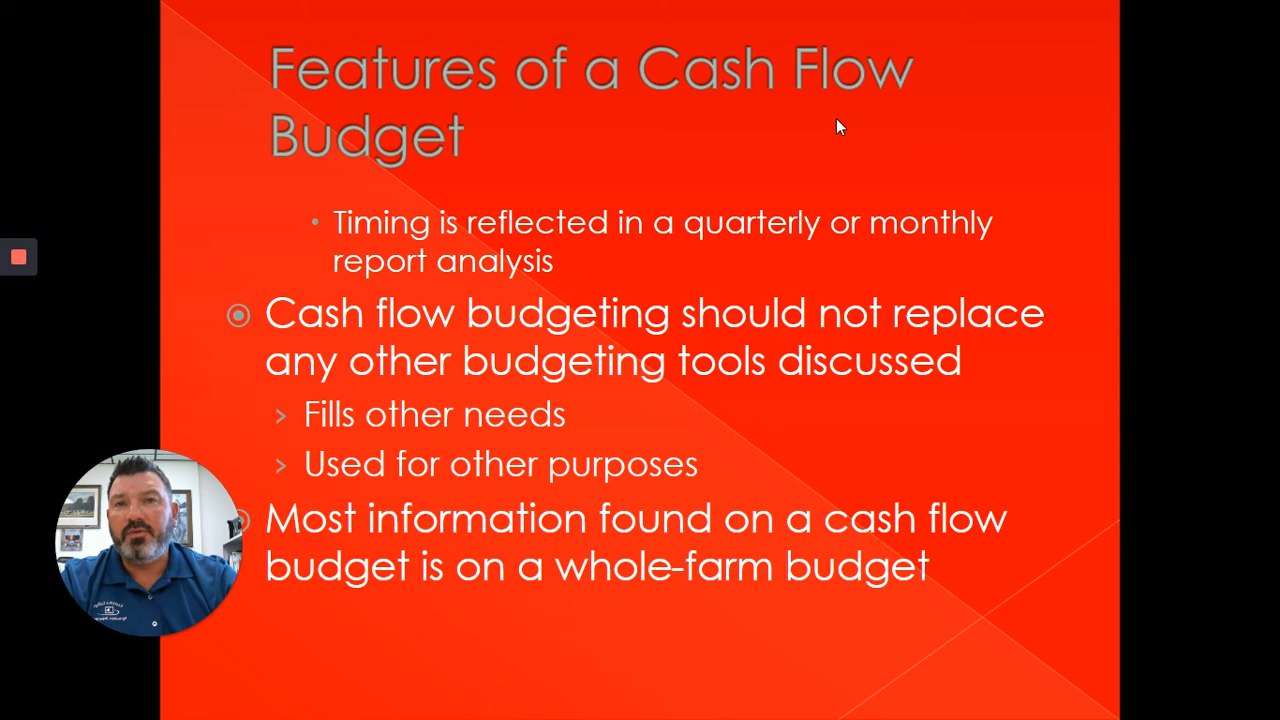 Features of a Cash Flow
Budget
Timing is reflected in a quarterly or monthly
report analysis
Cash flow budgeting should not replace
any other budgeting tools discussed
Fills other needs
Used for other purposes
Most information found on a cash flow
budget is on a whole-farm budget